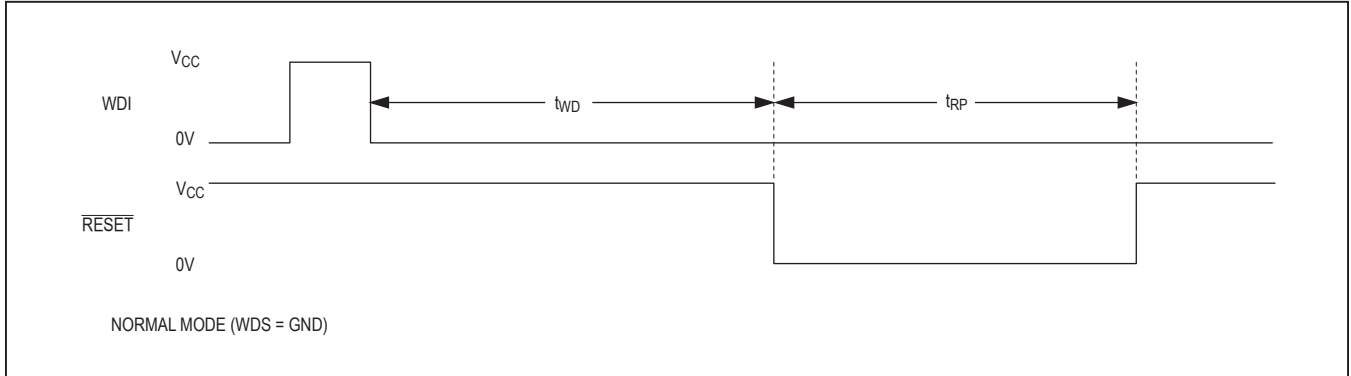 VCC
WDI
tWD
tRP
0V
VCC
RESET
0V
NORMAL MODE (WDS = GND)